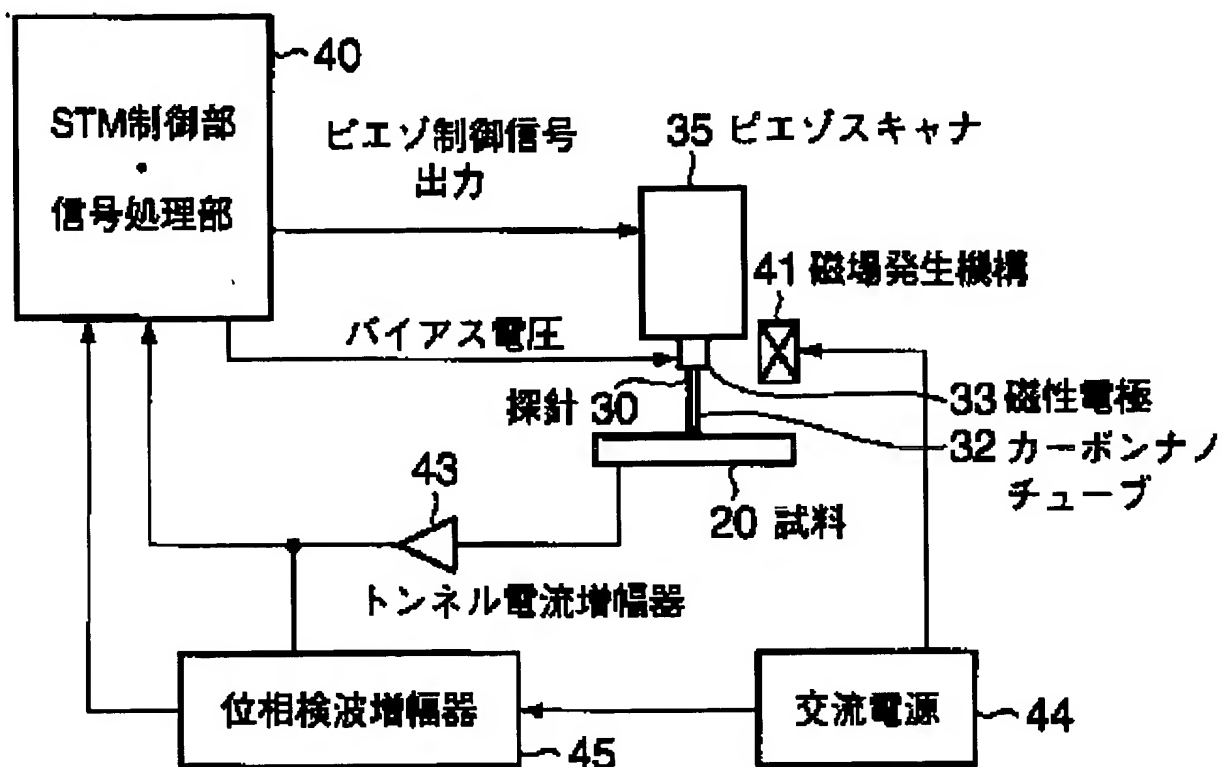 40
STM制御部
・
信号処理部
ピエゾ制御信号
出力
35 ピエゾスキャナ
41 磁場発生機構
バイアス電圧
探針 30
33 磁性電極
32 カーボンナノ
チューブ
20 試料
43
トンネル電流増幅器
位相検波増幅器
45
交流電源
44